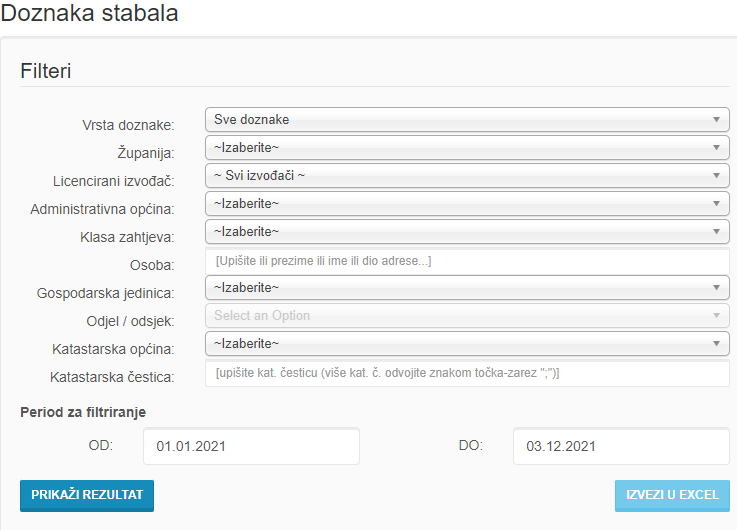 Doznaka stabala
Filteri
Vrsta doznake: Sve doznake
Županija: ~Izaberite~
Licencirani izvođač: ~ Svi izvođači ~
Administrativna općina: ~Izaberite~
Klasa zahtjeva: ~Izaberite~
Osoba: [Upišite ili prezime ili ime ili dio adrese...]
Gospodarska jedinica: ~Izaberite~
Odjel / odsjek: Select an Option
Katastarska općina: ~Izaberite~
Katastarska čestica: [upišite kat. česticu (više kat. č. odvojite znakom točka-zarez ";")]
Period za filtriranje
OD: 01.01.2021 DO: 03.12.2021
PRIKAŽI REZULTAT IZVEZI U EXCEL